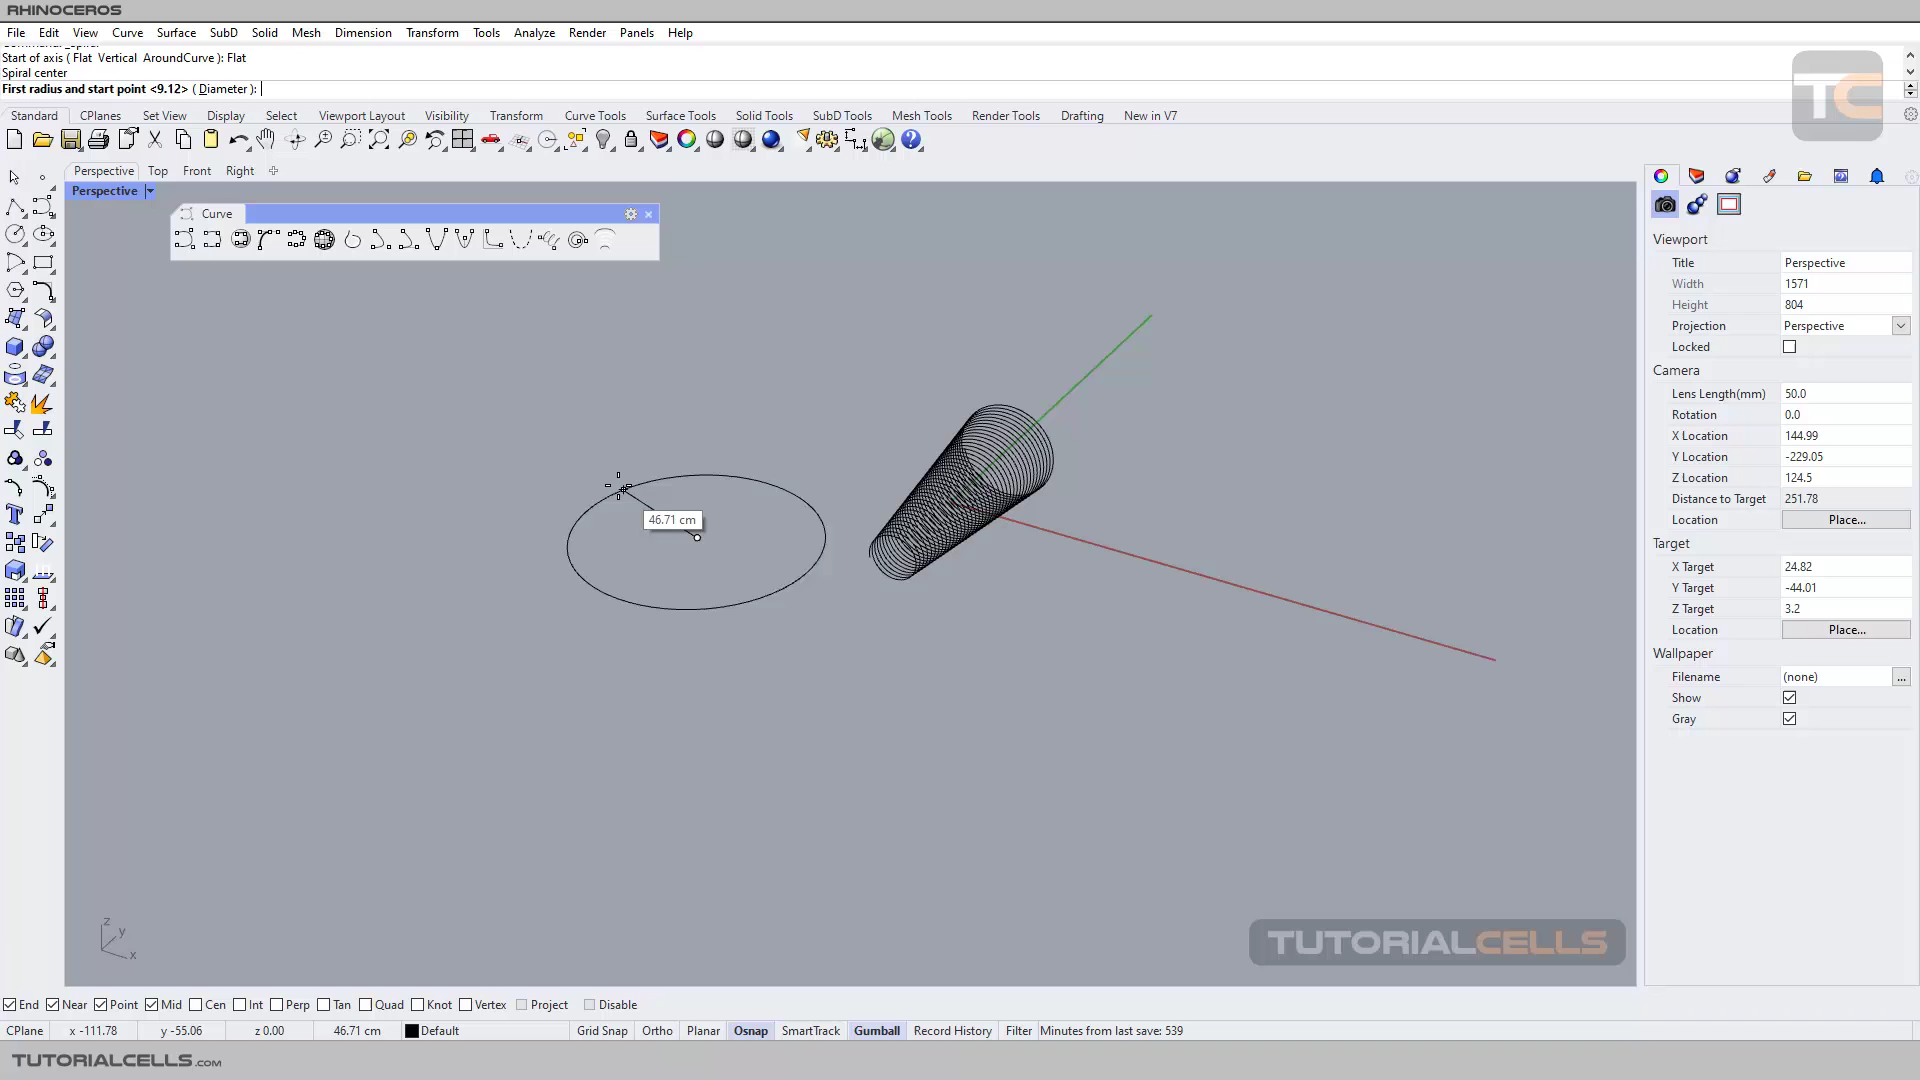 RHINOCEROS
File Edit View Curve Surface SubD Solid Mesh Dimension Transform Tools Analyze Render Panels Help
Start of axis ( Flat Vertical AroundCurve ): Flat
Spiral center
First radius and start point <9.12> ( Diameter ):
TC
Standard CPlanes Set View Display Select Viewport Layout Visibility Transform Curve Tools Surface Tools Solid Tools SubD Tools Mesh Tools Render Tools Drafting New in V7
Perspective Top Front Right
Perspective
Curve
46.71 cm
z
y
x
Viewport
Title Perspective
Width 1571
Height 804
Projection Perspective
Locked
Camera
Lens Length(mm) 50.0
Rotation 0.0
X Location 144.99
Y Location -229.05
Z Location 124.5
Distance to Target 251.78
Location Place...
Target
X Target 24.82
Y Target -44.01
Z Target 3.2
Location Place...
Wallpaper
Filename (none) ...
Show
Gray
TUTORIALCELLS
End Near Point Mid Cen Int Perp Tan Quad Knot Vertex Project Disable
CPlane x -111.78 y -55.06 z 0.00 46.71 cm Default Grid Snap Ortho Planar Osnap SmartTrack Gumball Record History Filter Minutes from last save: 539
TUTORIALCELLS.COM